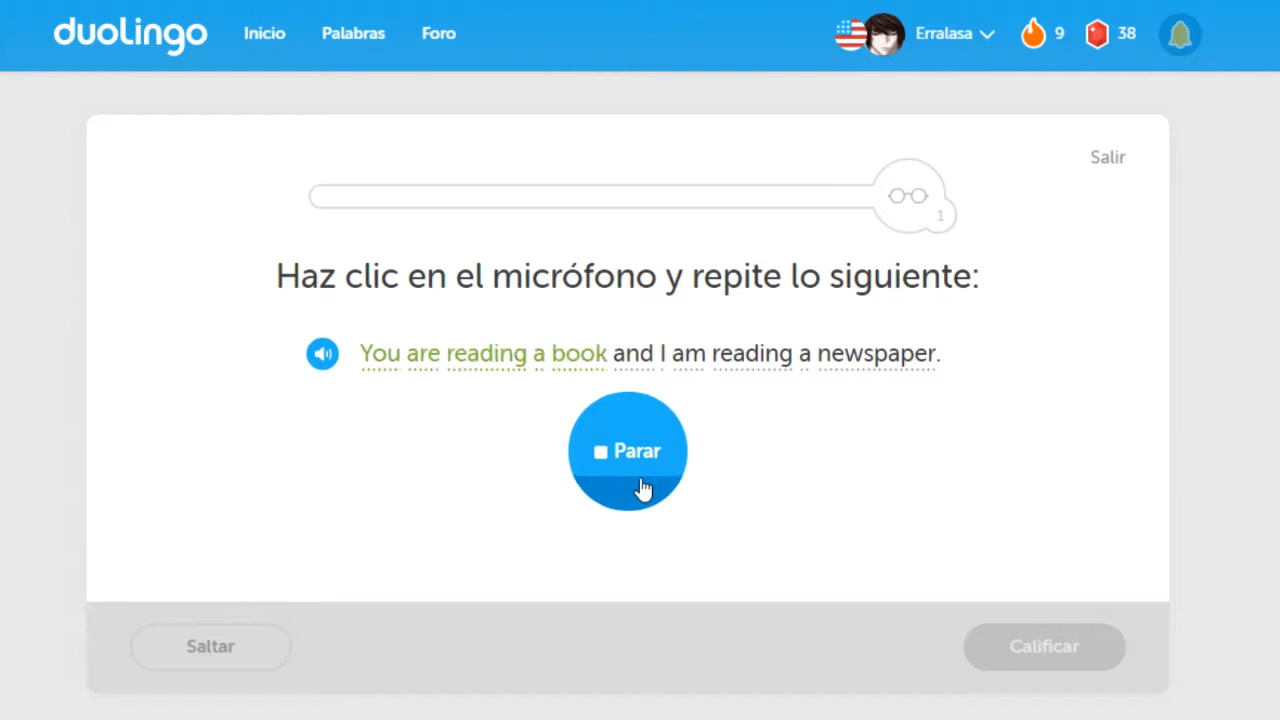 duolingo Inicio Palabras Foro Erralasa 9 38
Salir
1
Haz clic en el micrófono y repite lo siguiente:
You are reading a book and I am reading a newspaper.
Parar
Saltar Calificar